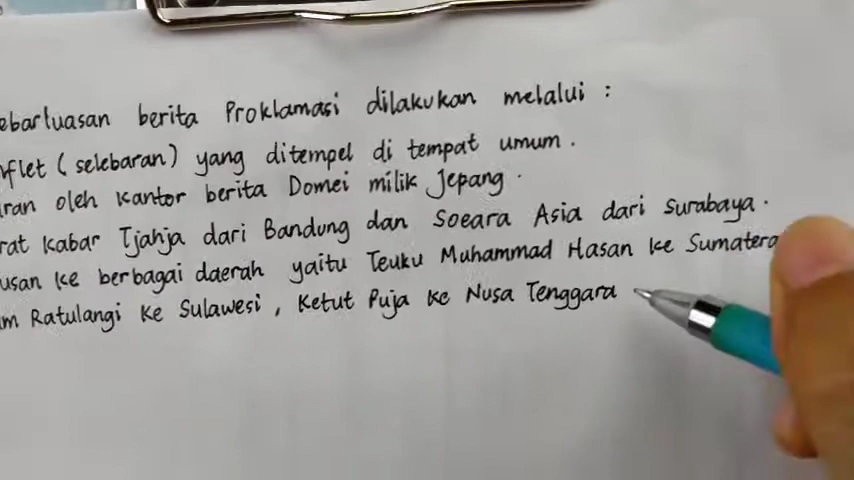 ebarluasan berita Proklamasi dilakukan melalui :
nflet (selebaran) yang ditempel di tempat umum.
ran oleh kantor berita Domei milik Jepang.
rat kabar Tjahja dari Bandung dan Soeara Asia dari Surabaya.
usan ke berbagai daerah yaitu Teuku Muhammad Hasan ke Sumatera
m Ratulangi ke Sulawesi, Ketut Puja ke Nusa Tenggara